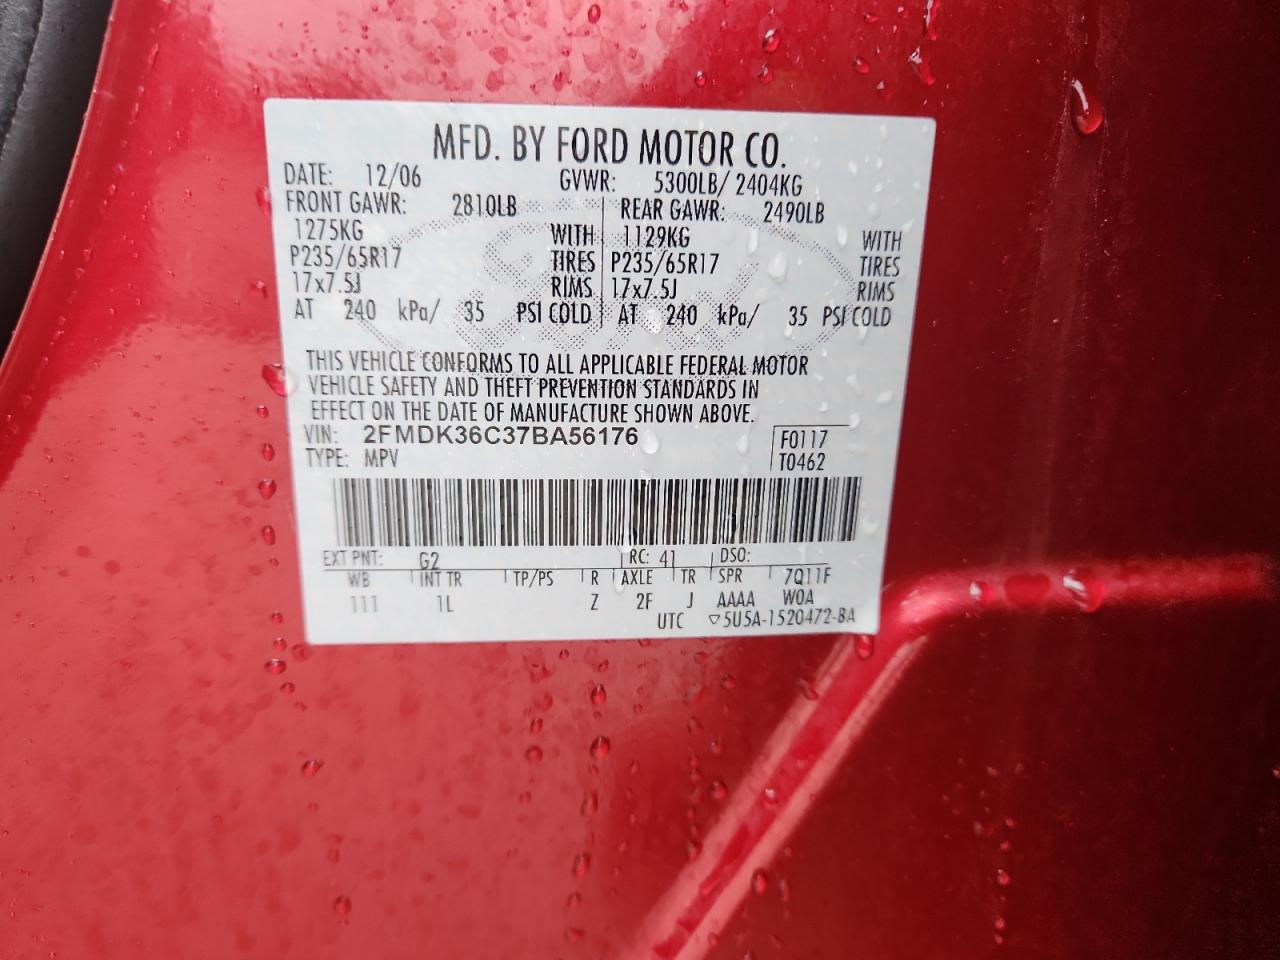 MFD. BY FORD MOTOR CO.
DATE: 12/06 GVWR: 5300LB/ 2404KG
FRONT GAWR: 2810LB REAR GAWR: 2490LB
1275KG WITH 1129KG WITH
P235/65R17 TIRES P235/65R17 TIRES
17x7.5J RIMS 17x7.5J RIMS
AT 240 kPa/ 35 PSI COLD AT 240 kPa/ 35 PSI COLD
THIS VEHICLE CONFORMS TO ALL APPLICABLE FEDERAL MOTOR
VEHICLE SAFETY AND THEFT PREVENTION STANDARDS IN
EFFECT ON THE DATE OF MANUFACTURE SHOWN ABOVE.
VIN: 2FMDK36C37BA56176 F0117
TYPE: MPV T0462
EXT PNT: G2 RC: 41 DSO:
WB INT TR TP/PS R AXLE TR SPR 7Q11F
111 1L Z 2F J AAAA W0A
UTC ▽5U5A-1520472-BA